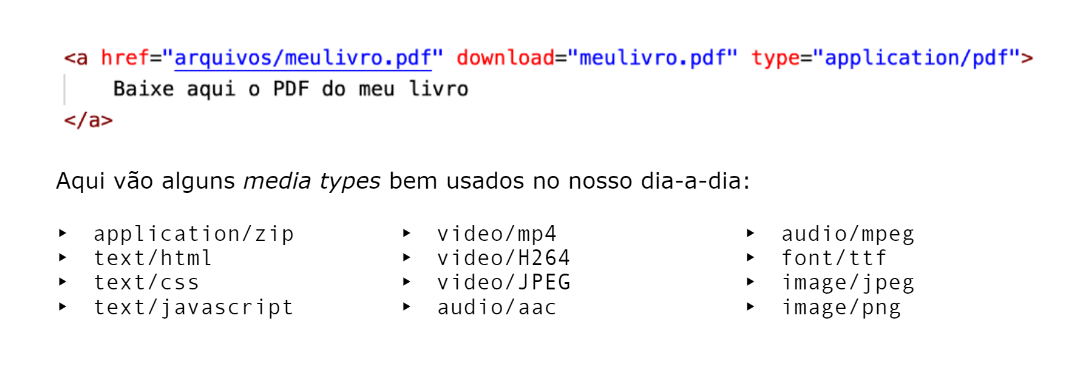 <a href="arquivos/meulivro.pdf" download="meulivro.pdf" type="application/pdf">
Baixe aqui o PDF do meu livro
</a>
Aqui vão alguns media types bem usados no nosso dia-a-dia:
‣ application/zip
‣ text/html
‣ text/css
‣ text/javascript
‣ video/mp4
‣ video/H264
‣ video/JPEG
‣ audio/aac
‣ audio/mpeg
‣ font/ttf
‣ image/jpeg
‣ image/png